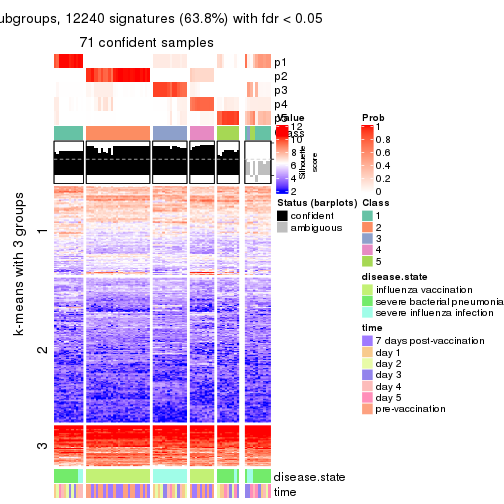 ubgroups, 12240 signatures (63.8%) with fdr < 0.05
71 confident samples
p1
p2
p3
p4
Value
12
10
8
6
4
2
Silhouette score
Prob
1
0.8
0.6
0.4
0.2
0
Status (barplots)
confident
ambiguous
Class
1
2
3
4
5
disease.state
influenza vaccination
severe bacterial pneumonia
severe influenza infection
time
7 days post-vaccination
day 1
day 2
day 3
day 4
day 5
pre-vaccination
k-means with 3 groups
1
2
3
disease.state
time